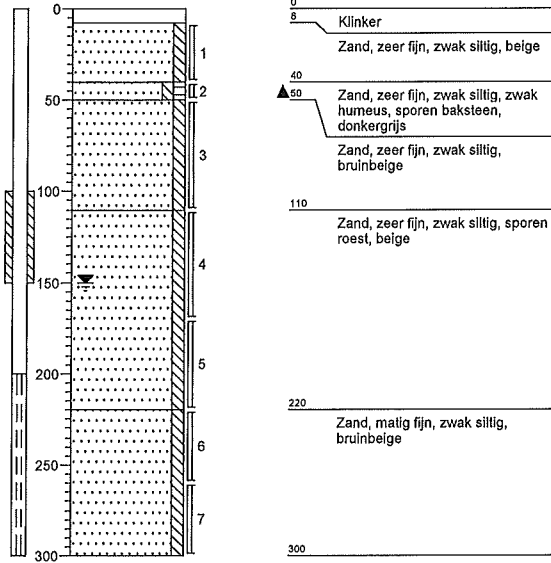 0
50
100
150
200
250
300
1
2
3
4
5
6
7
0
Klinker
8
Zand, zeer fijn, zwak siltig, beige
40
Zand, zeer fijn, zwak siltig, zwak
humeus, sporen baksteen,
donkergrijs
50
Zand, zeer fijn, zwak siltig,
bruinbeige
110
Zand, zeer fijn, zwak siltig, sporen
roest, beige
220
Zand, matig fijn, zwak siltig,
bruinbeige
300